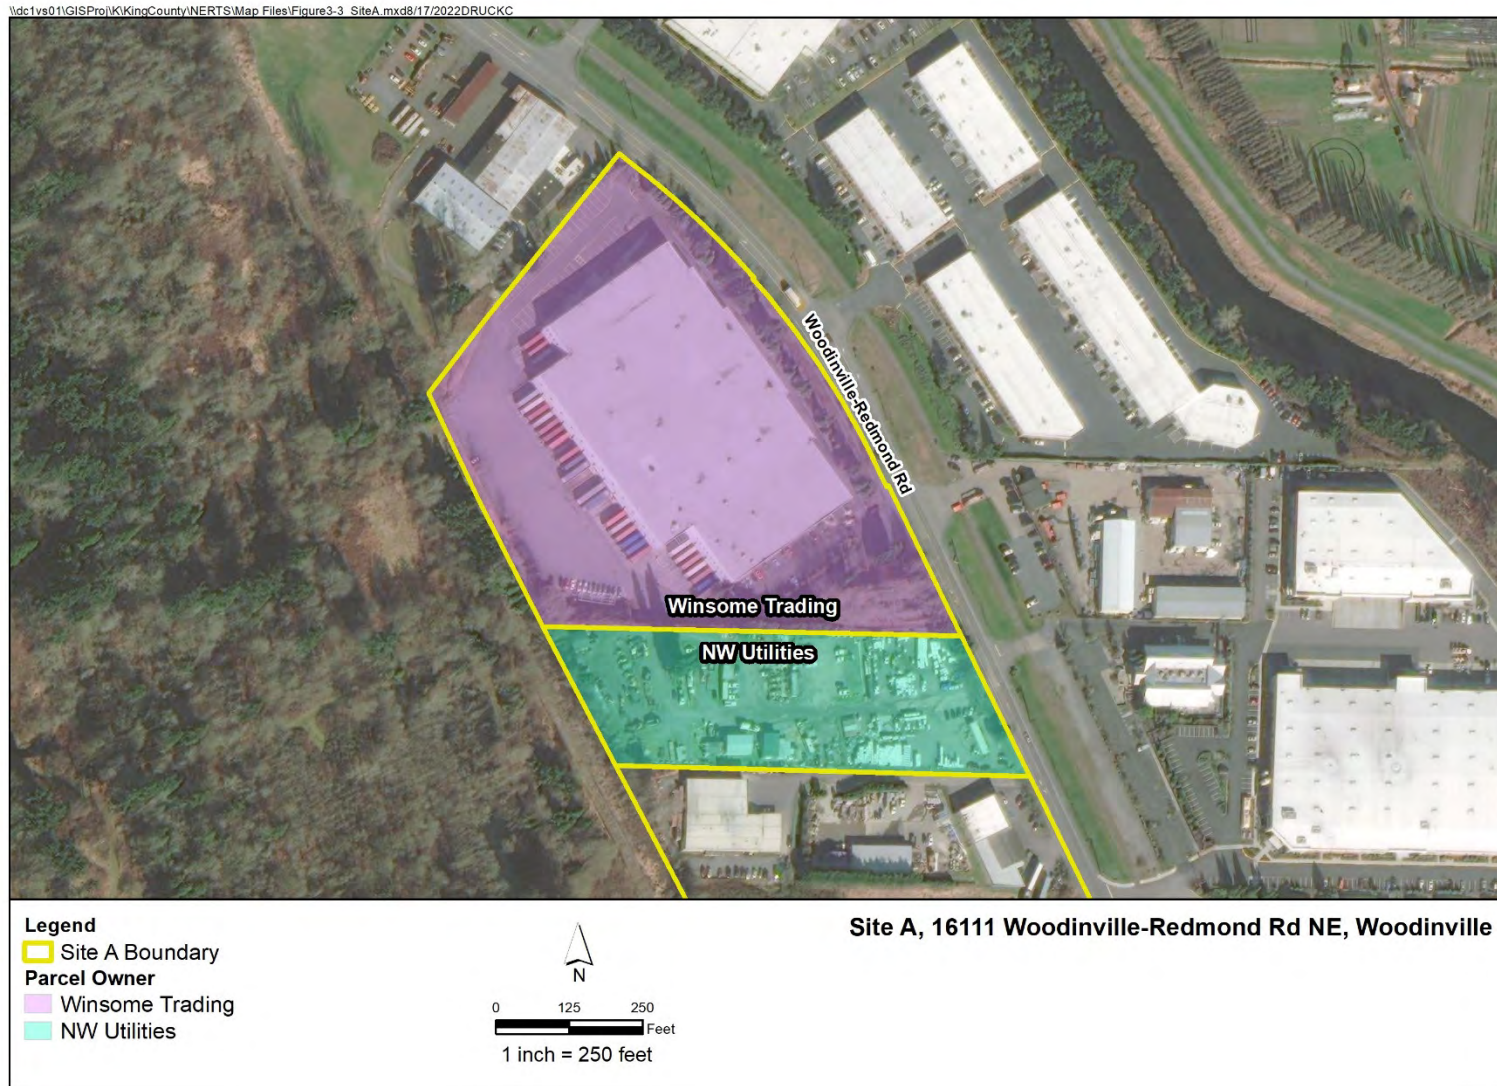 \\dc1vs01\GISProj\K\KingCounty\NERTS\Map Files\Figure3-3_SiteA.mxd8/17/2022DRUCKC
Woodinville-Redmond Rd
Winsome Trading
NW Utilities
Legend
Site A Boundary
Parcel Owner
Winsome Trading
NW Utilities
N
0 125 250
Feet
1 inch = 250 feet
Site A, 16111 Woodinville-Redmond Rd NE, Woodinville